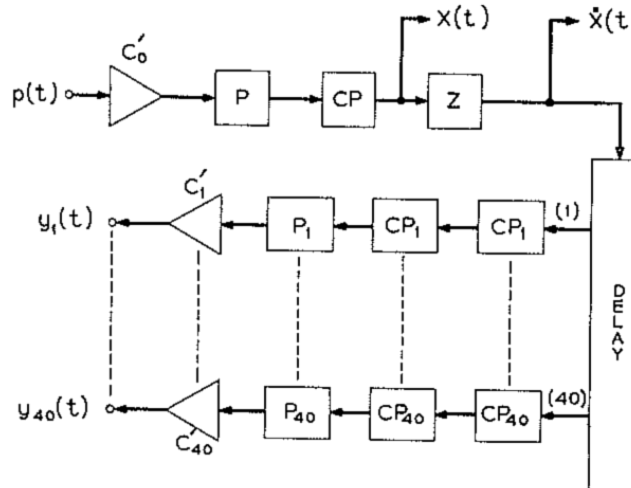 C'₀ X(t) Ẋ(t
p(t) P CP Z
C'₁
y₁(t) P₁ CP₁ CP₁ (1)
DELAY
y₄₀(t) P₄₀ CP₄₀ CP₄₀ (40)
C'₄₀